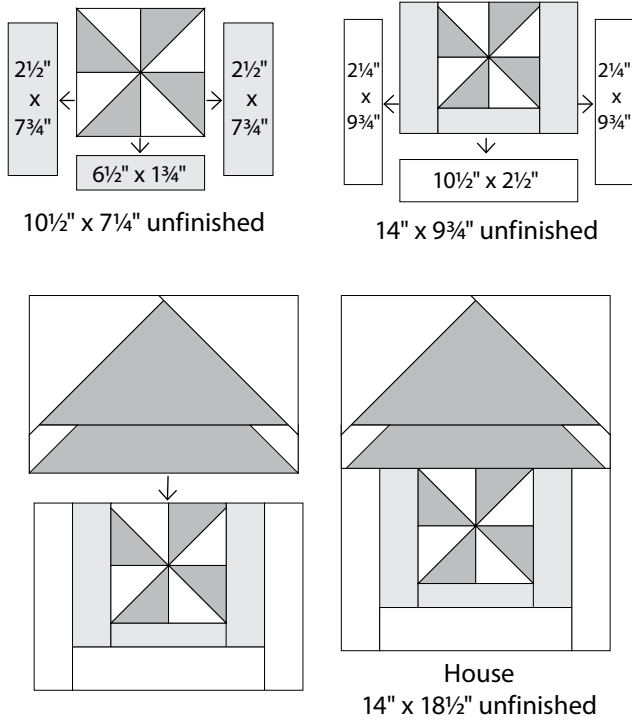 2½"
x
7¾"
2½"
x
7¾"
6½" x 1¾"
10½" x 7¼" unfinished
2¼"
x
9¾"
2¼"
x
9¾"
10½" x 2½"
14" x 9¾" unfinished
House
14" x 18½" unfinished